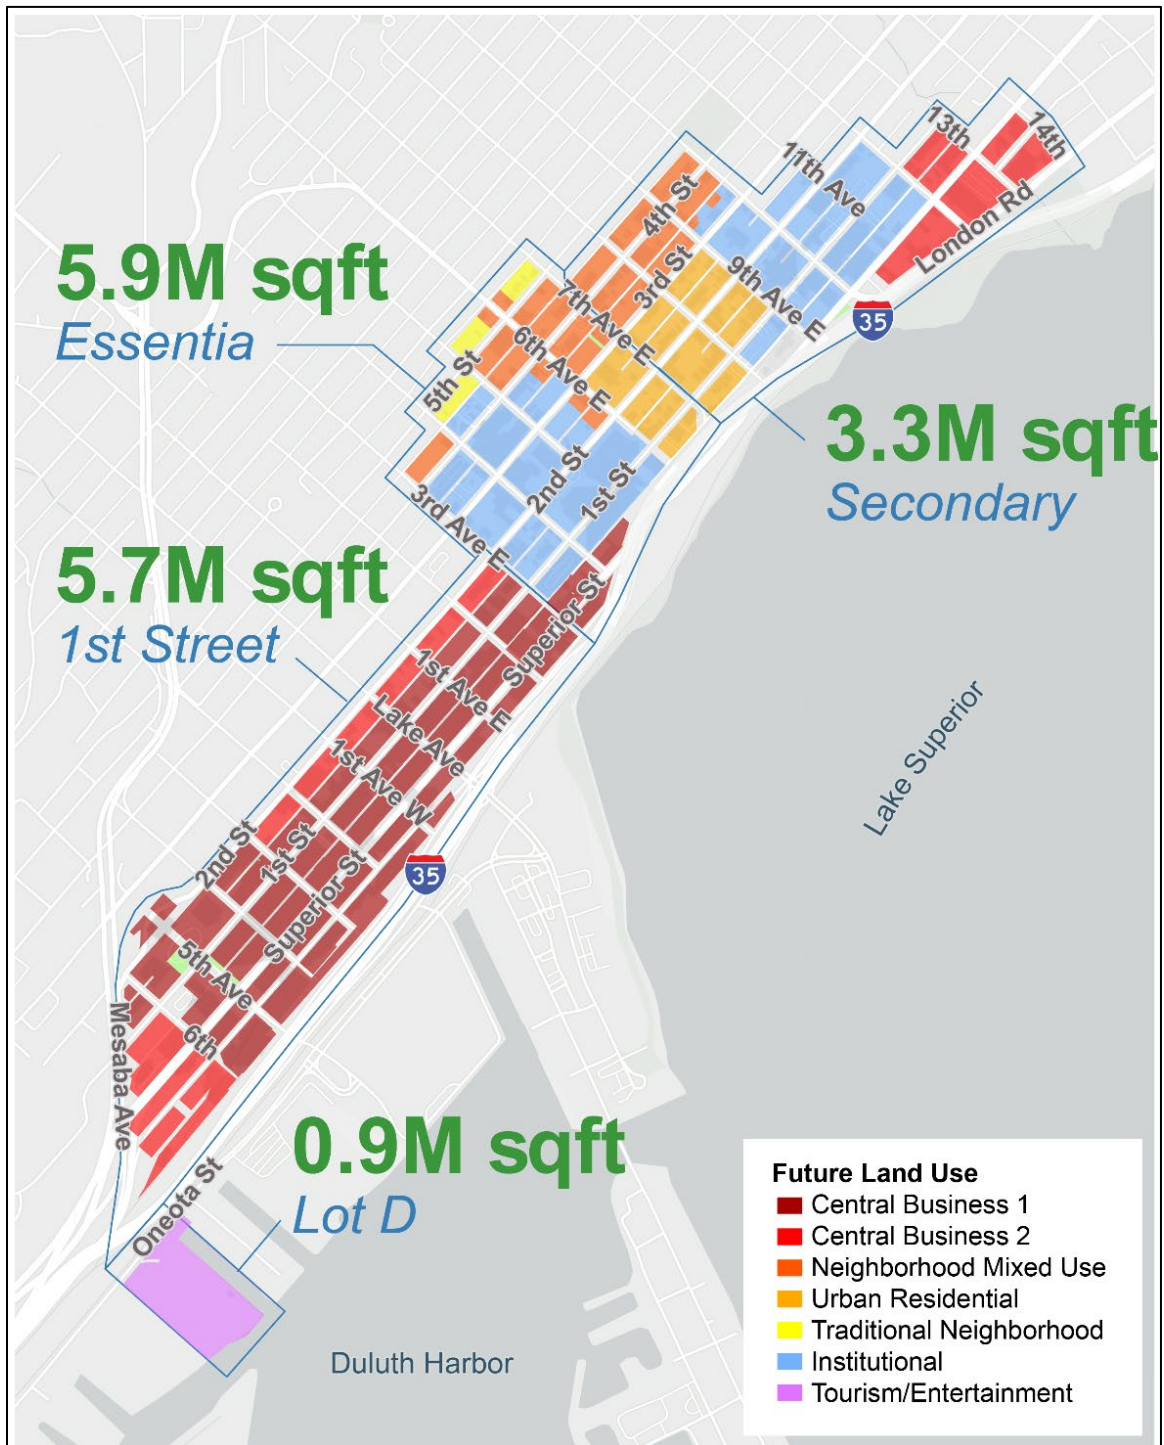 13th
14th
11th Ave
4th St
London Rd
5.9M sqft
Essentia
3rd St
9th Ave E
7th Ave E
35
6th Ave E
5th St
3.3M sqft
Secondary
2nd St
1st St
3rd Ave E
5.7M sqft
1st Street
Superior St
1st Ave E
Lake Ave
1st Ave W
Lake Superior
2nd St
1st St
Superior St
35
5th Ave
6th
Mesaba Ave
0.9M sqft
Lot D
Oneota St
Duluth Harbor
Future Land Use
Central Business 1
Central Business 2
Neighborhood Mixed Use
Urban Residential
Traditional Neighborhood
Institutional
Tourism/Entertainment